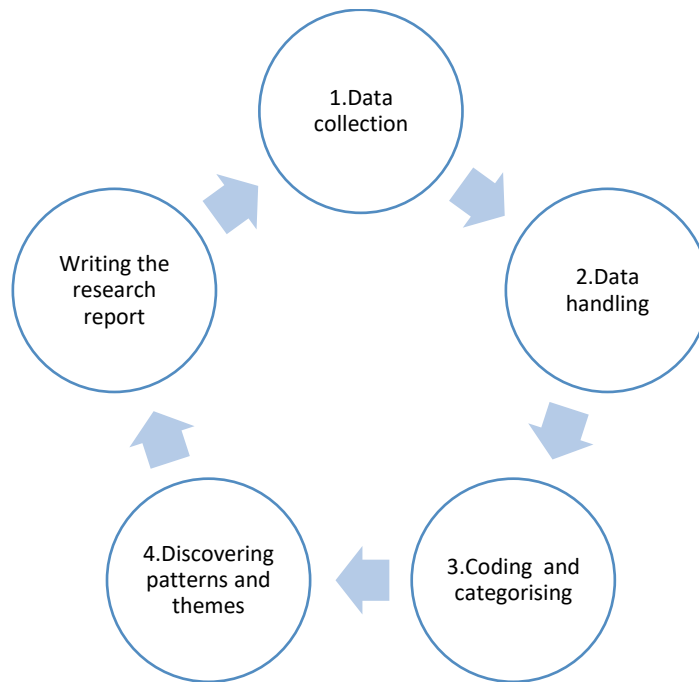 1.Data
collection
2.Data
handling
3.Coding  and
categorising
4.Discovering
patterns and
themes
Writing the
research
report